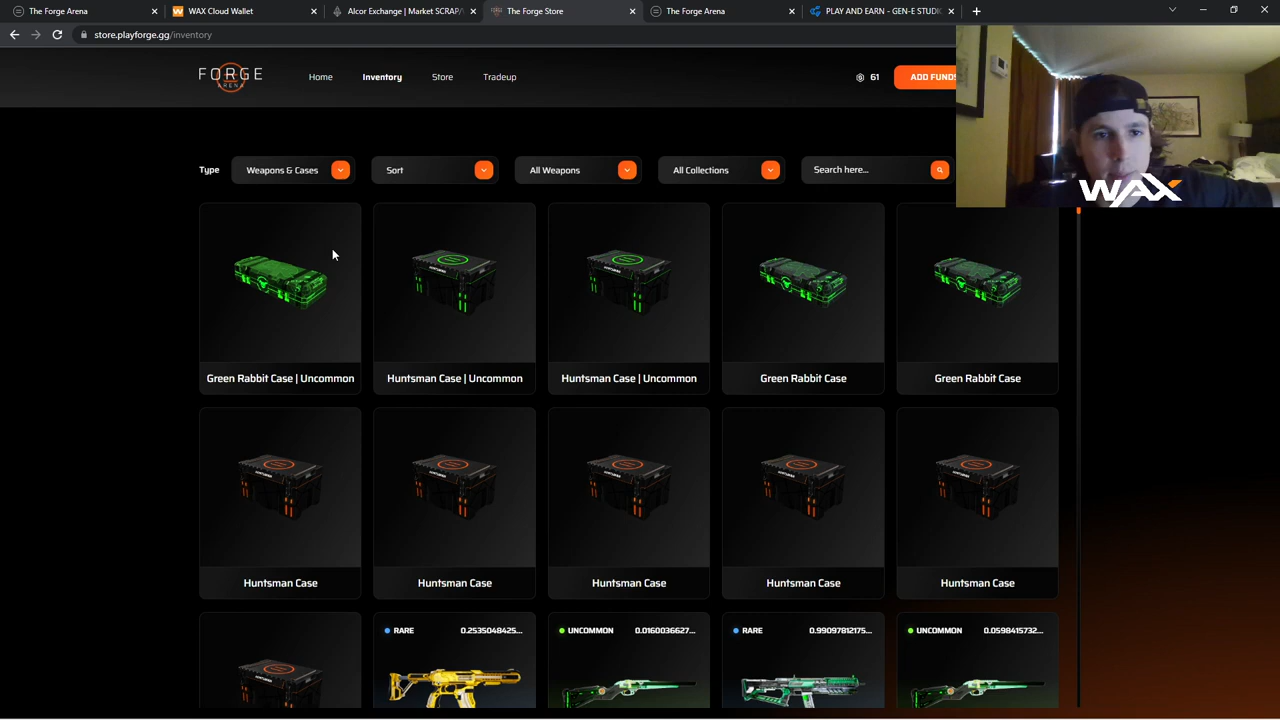 The Forge Arena
WAX Cloud Wallet
Alcor Exchange | Market SCRAP/W
The Forge Store
The Forge Arena
PLAY AND EARN - GEN-E STUDIO
store.playforge.gg/inventory
FORGE
ARENA
Home
Inventory
Store
Tradeup
61
ADD FUNDS
WAX
Type
Weapons & Cases
Sort
All Weapons
All Collections
Search here...
Green Rabbit Case | Uncommon
Huntsman Case | Uncommon
Huntsman Case | Uncommon
Green Rabbit Case
Green Rabbit Case
Huntsman Case
Huntsman Case
Huntsman Case
Huntsman Case
Huntsman Case
RARE 0.2535048425...
UNCOMMON 0.0160036627...
RARE 0.99097812175...
UNCOMMON 0.0598415732...